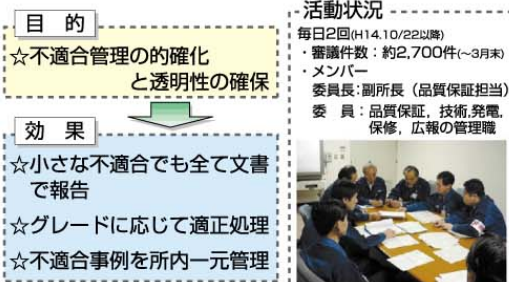 目 的
☆不適合管理の的確化
と透明性の確保
効 果
☆小さな不適合でも全て文書
で報告
☆グレードに応じて適正処理
☆不適合事例を所内一元管理
活動状況
毎日2回(H14.10/22以降)
・審議件数：約2,700件(～3月末)
・メンバー
委員長：副所長（品質保証担当）
委　員：品質保証，技術,発電,
保修，広報の管理職